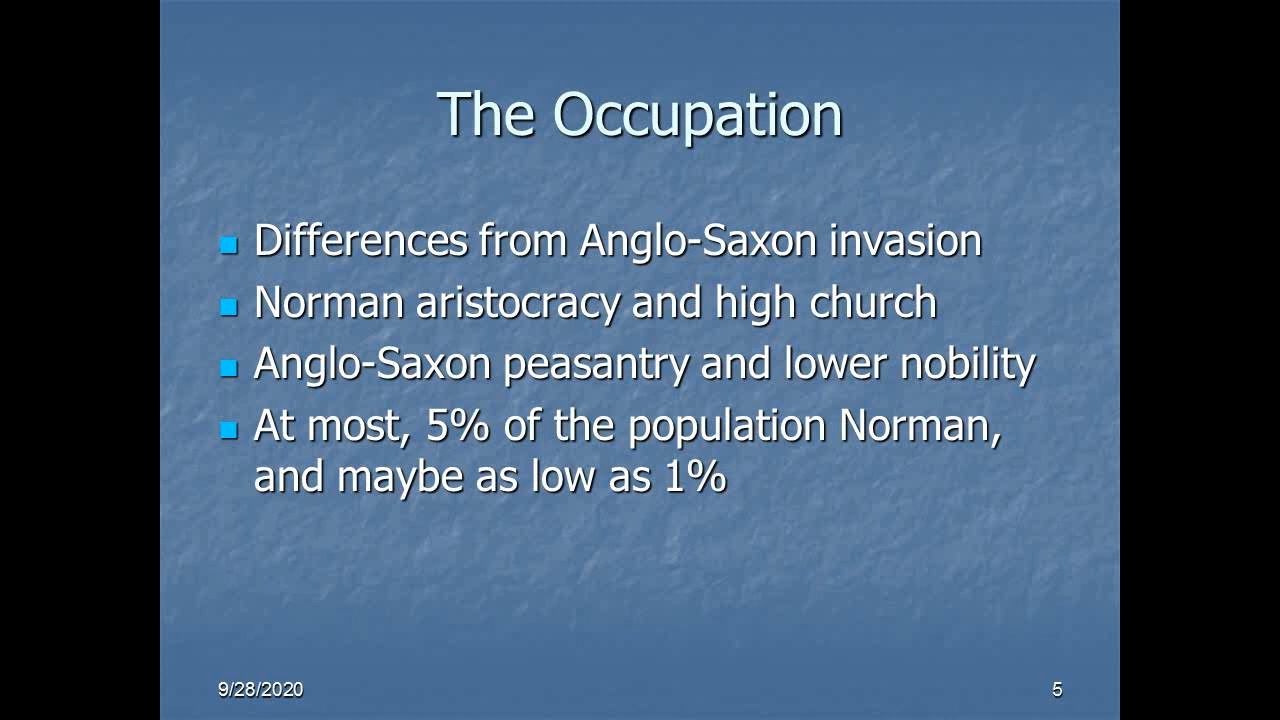 The Occupation
Differences from Anglo-Saxon invasion
Norman aristocracy and high church
Anglo-Saxon peasantry and lower nobility
At most, 5% of the population Norman,
and maybe as low as 1%
9/28/2020
5